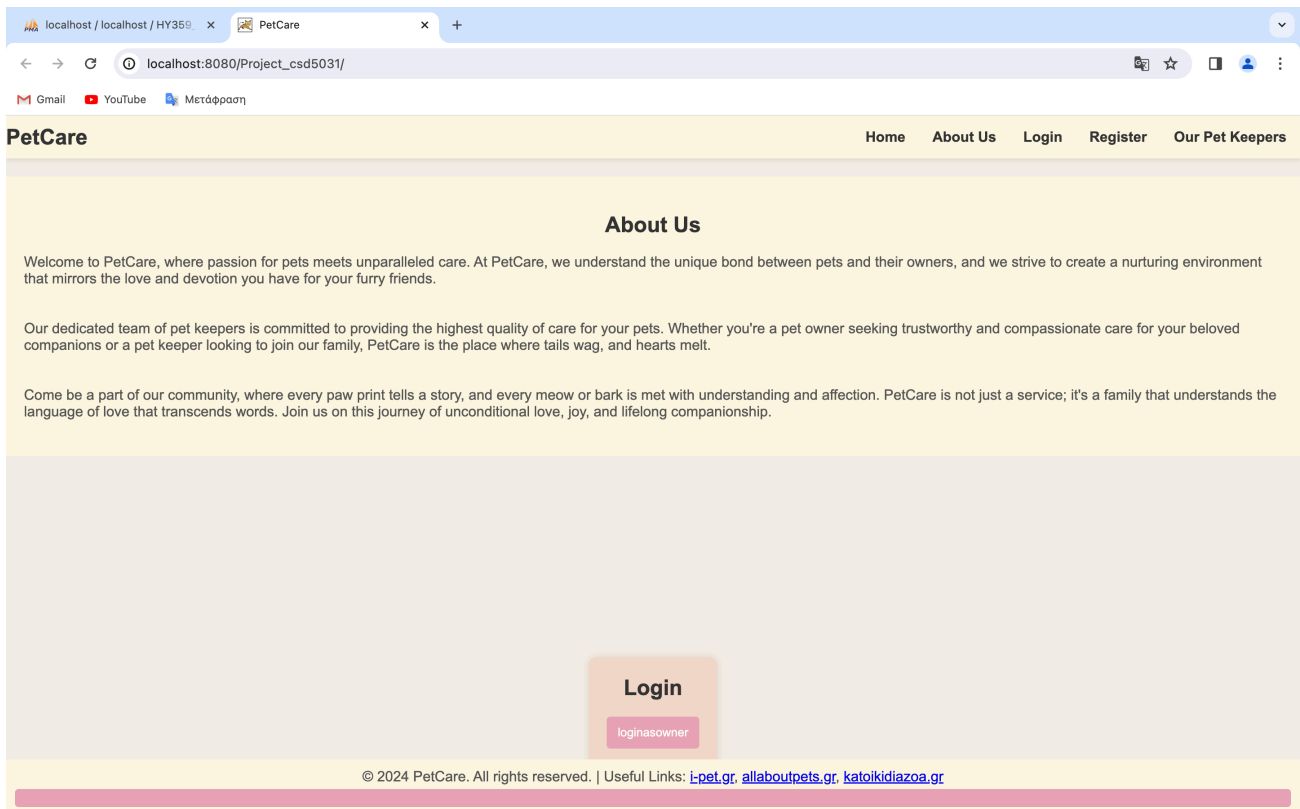 localhost / localhost / HY359_
PetCare
localhost:8080/Project_csd5031/
Gmail YouTube Μετάφραση
PetCare Home About Us Login Register Our Pet Keepers
About Us
Welcome to PetCare, where passion for pets meets unparalleled care. At PetCare, we understand the unique bond between pets and their owners, and we strive to create a nurturing environment
that mirrors the love and devotion you have for your furry friends.
Our dedicated team of pet keepers is committed to providing the highest quality of care for your pets. Whether you're a pet owner seeking trustworthy and compassionate care for your beloved
companions or a pet keeper looking to join our family, PetCare is the place where tails wag, and hearts melt.
Come be a part of our community, where every paw print tells a story, and every meow or bark is met with understanding and affection. PetCare is not just a service; it's a family that understands the
language of love that transcends words. Join us on this journey of unconditional love, joy, and lifelong companionship.
Login
loginasowner
© 2024 PetCare. All rights reserved. | Useful Links: i-pet.gr, allaboutpets.gr, katoikidiazoa.gr